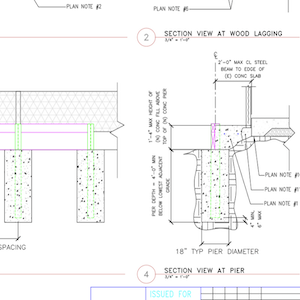 PLAN NOTE #2
PLAN NOTE #6
2
SECTION VIEW AT WOOD LAGGING
3/4" = 1'-0"
2'-0" MAX CL STEEL
BEAM TO EDGE OF
(E) CONC SLAB
1'-4" MAX HEIGHT OF
(N) CONC FILL ABOVE
TOP OF (N) CONC PIER
PIER DEPTH = 4'-0" MIN
BELOW LOWEST ADJACENT
GRADE
PLAN NOTE
PLAN NOTE
PLAN NOTE
4" MIN
6" MAX
SPACING
18" TYP PIER DIAMETER
4
SECTION VIEW AT PIER
3/4" = 1'-0"
ISSUED FOR